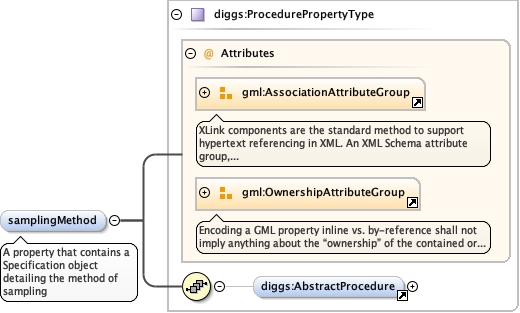 diggs:ProcedurePropertyType
@ Attributes
gml:AssociationAttributeGroup
XLink components are the standard method to support
hypertext referencing in XML. An XML Schema attribute
group,...
gml:OwnershipAttributeGroup
Encoding a GML property inline vs. by-reference shall not
imply anything about the “ownership” of the contained or...
samplingMethod
A property that contains a
Specification object
detailing the method of
sampling
diggs:AbstractProcedure